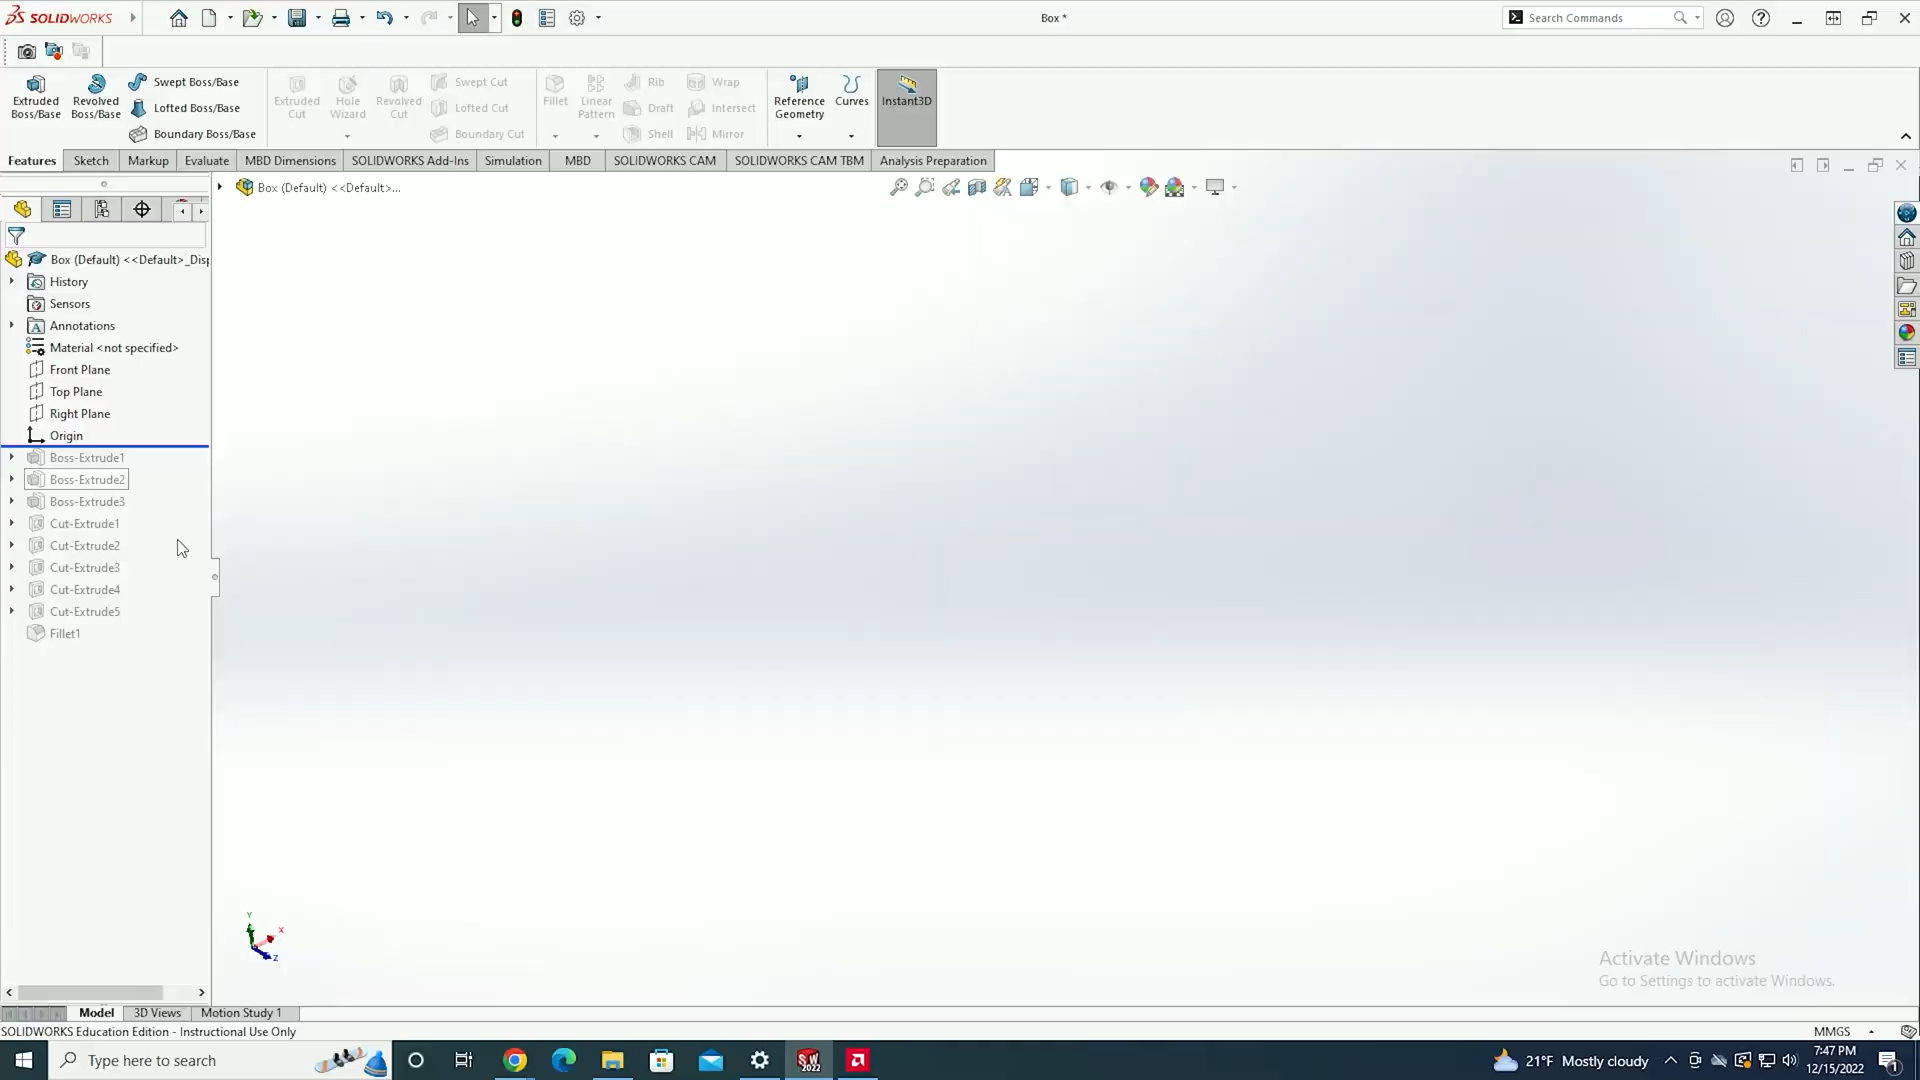 SOLIDWORKS
Box *
Search Commands
Extruded Boss/Base
Revolved Boss/Base
Swept Boss/Base
Lofted Boss/Base
Boundary Boss/Base
Extruded Cut
Hole Wizard
Revolved Cut
Swept Cut
Lofted Cut
Boundary Cut
Fillet
Linear Pattern
Rib
Draft
Shell
Wrap
Intersect
Mirror
Reference Geometry
Curves
Instant3D
Features
Sketch
Markup
Evaluate
MBD Dimensions
SOLIDWORKS Add-Ins
Simulation
MBD
SOLIDWORKS CAM
SOLIDWORKS CAM TBM
Analysis Preparation
Box (Default) <<Default>...
Box (Default) <<Default>_Disp
History
Sensors
Annotations
Material <not specified>
Front Plane
Top Plane
Right Plane
Origin
Boss-Extrude1
Boss-Extrude2
Boss-Extrude3
Cut-Extrude1
Cut-Extrude2
Cut-Extrude3
Cut-Extrude4
Cut-Extrude5
Fillet1
Y
X
Z
Activate Windows
Go to Settings to activate Windows.
Model
3D Views
Motion Study 1
SOLIDWORKS Education Edition - Instructional Use Only
MMGS
Type here to search
SW
2022
21°F Mostly cloudy
7:47 PM
12/15/2022
1